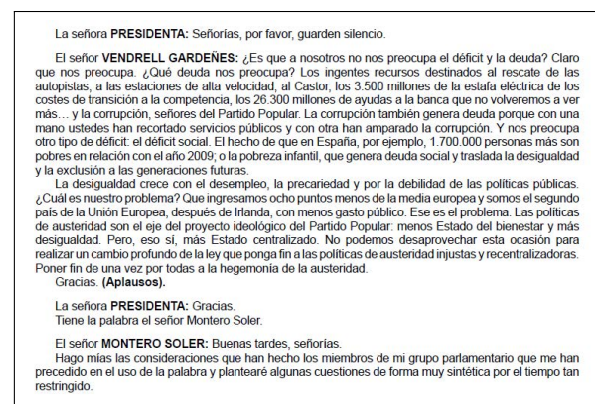 La señora PRESIDENTA: Señorías, por favor, guarden silencio.
El señor VENDRELL GARDEÑES: ¿Es que a nosotros no nos preocupa el déficit y la deuda? Claro
que nos preocupa. ¿Qué deuda nos preocupa? Los ingentes recursos destinados al rescate de las
autopistas, a las estaciones de alta velocidad, al Castor, los 3.500 millones de la estafa eléctrica de los
costes de transición a la competencia, los 26.300 millones de ayudas a la banca que no volveremos a ver
más… y la corrupción, señores del Partido Popular. La corrupción también genera deuda porque con una
mano ustedes han recortado servicios públicos y con otra han amparado la corrupción. Y nos preocupa
otro tipo de déficit: el déficit social. El hecho de que en España, por ejemplo, 1.700.000 personas más son
pobres en relación con el año 2009; o la pobreza infantil, que genera deuda social y traslada la desigualdad
y la exclusión a las generaciones futuras.
La desigualdad crece con el desempleo, la precariedad y por la debilidad de las políticas públicas.
¿Cuál es nuestro problema? Que ingresamos ocho puntos menos de la media europea y somos el segundo
país de la Unión Europea, después de Irlanda, con menos gasto público. Ese es el problema. Las políticas
de austeridad son el eje del proyecto ideológico del Partido Popular: menos Estado del bienestar y más
desigualdad. Pero, eso sí, más Estado centralizado. No podemos desaprovechar esta ocasión para
realizar un cambio profundo de la ley que ponga fin a las políticas de austeridad injustas y recentralizadoras.
Poner fin de una vez por todas a la hegemonía de la austeridad.
Gracias. (Aplausos).
La señora PRESIDENTA: Gracias.
Tiene la palabra el señor Montero Soler.
El señor MONTERO SOLER: Buenas tardes, señorías.
Hago mías las consideraciones que han hecho los miembros de mi grupo parlamentario que me han
precedido en el uso de la palabra y plantearé algunas cuestiones de forma muy sintética por el tiempo tan
restringido.